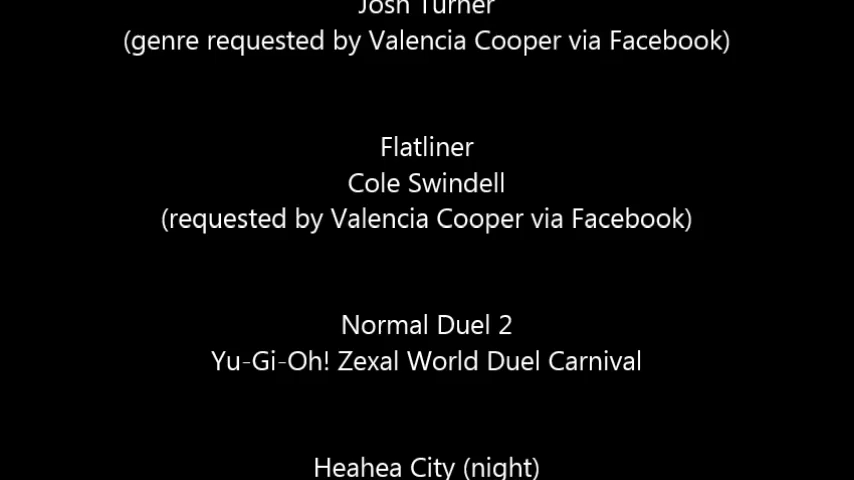 Josh Turner
(genre requested by Valencia Cooper via Facebook)
Flatliner
Cole Swindell
(requested by Valencia Cooper via Facebook)
Normal Duel 2
Yu-Gi-Oh! Zexal World Duel Carnival
Heahea City (night)